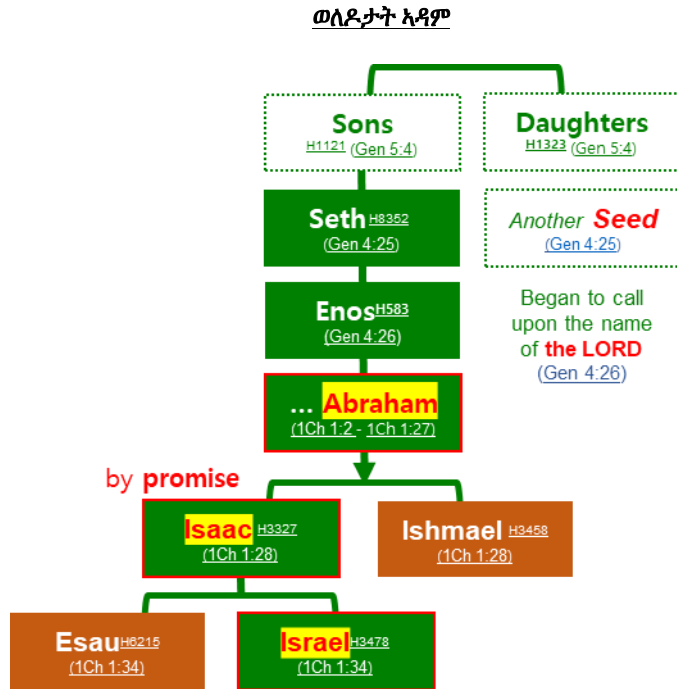 ወለዶታት ኣዳም
Sons
H1121 (Gen 5:4)
Daughters
H1323 (Gen 5:4)
Seth H8352
(Gen 4:25)
Another Seed
(Gen 4:25)
Enos H583
(Gen 4:26)
Began to call
upon the name
of the LORD
(Gen 4:26)
... Abraham
(1Ch 1:2 - 1Ch 1:27)
by promise
Isaac H3327
(1Ch 1:28)
Ishmael H3458
(1Ch 1:28)
Esau H6215
(1Ch 1:34)
Israel H3478
(1Ch 1:34)